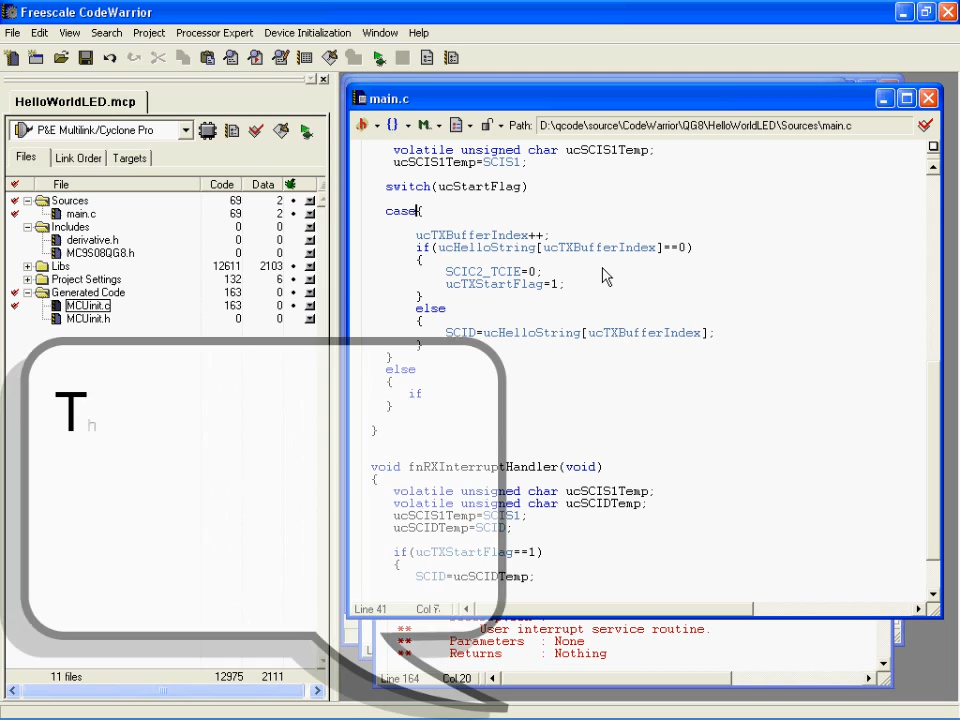 Freescale CodeWarrior
File Edit View Search Project Processor Expert Device Initialization Window Help
HelloWorldLED.mcp
P&E Multilink/Cyclone Pro
Files Link Order Targets
File Code Data
Sources 69 2
main.c 69 2
Includes 0 0
derivative.h 0 0
MC9S08QG8.h 0 0
Libs 12611 2103
Project Settings 132 6
Generated Code 163 0
MCUinit.c 163 0
MCUinit.h 0 0
11 files 12975 2111
main.c
Path: D:\qcode\source\CodeWarrior\QG8\HelloWorldLED\Sources\main.c
volatile unsigned char ucSCIS1Temp;
ucSCIS1Temp=SCIS1;
switch(ucStartFlag)
case{
ucTXBufferIndex++;
if(ucHelloString[ucTXBufferIndex]==0)
{
SCIC2_TCIE=0;
ucTXStartFlag=1;
}
else
{
SCID=ucHelloString[ucTXBufferIndex];
}
}
else
{
if
}
}
void fnRXInterruptHandler(void)
{
volatile unsigned char ucSCIS1Temp;
volatile unsigned char ucSCIDTemp;
ucSCIS1Temp=SCIS1;
ucSCIDTemp=SCID;
if(ucTXStartFlag==1)
{
SCID=ucSCIDTemp;
Line 41 Col
** User interrupt service routine.
** Parameters : None
** Returns : Nothing
Line 164 Col 20
Th